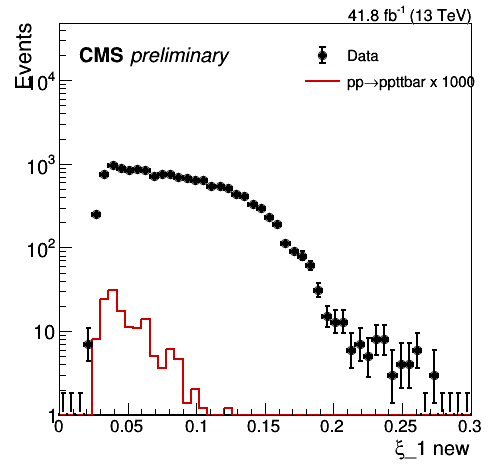 41.8 fb⁻¹ (13 TeV)
Events
CMS preliminary
Data
pp→ppttbar x 1000
10⁴
10³
10²
10
1
0 0.05 0.1 0.15 0.2 0.25 0.3
ξ_1 new